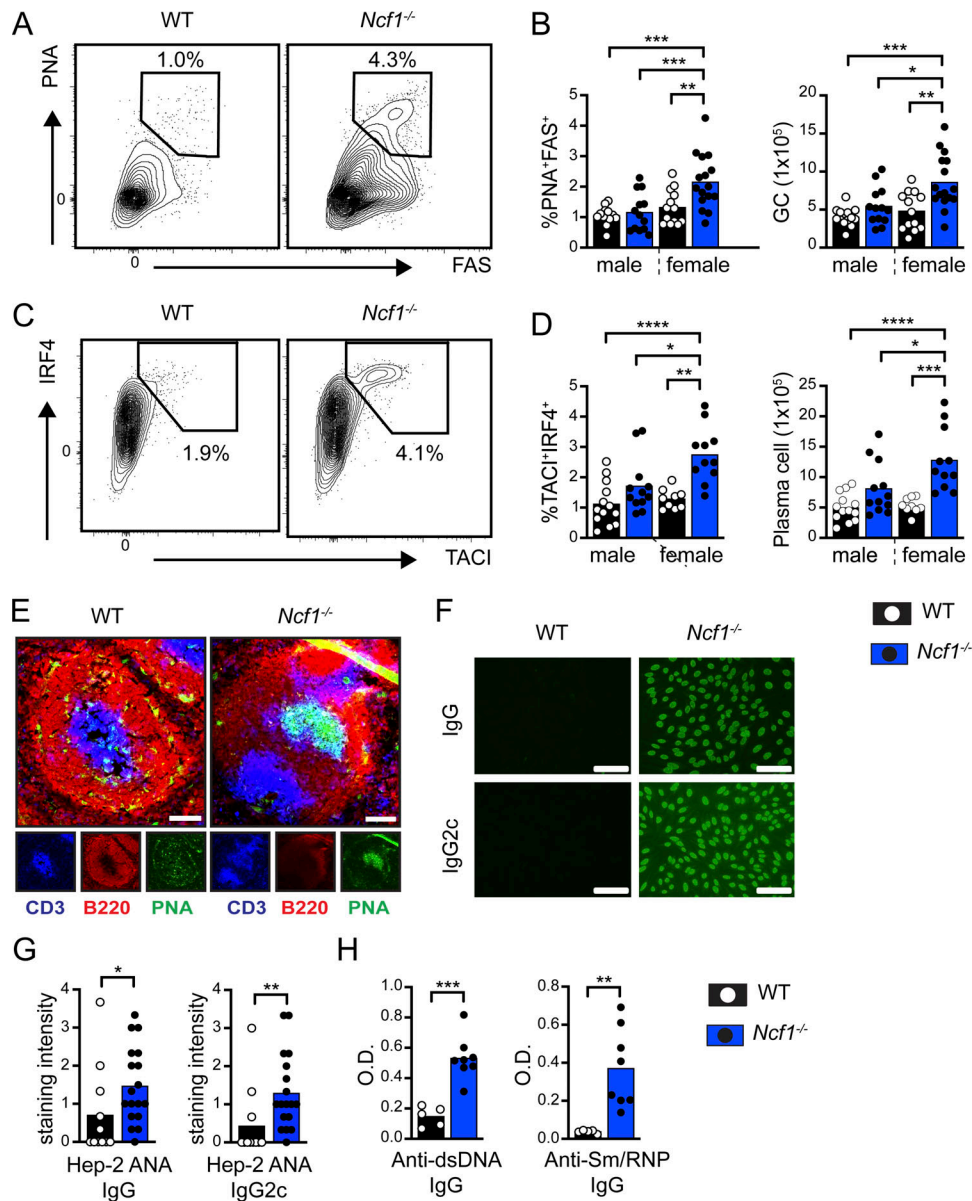 A
WT
Ncf1-/-
PNA
1.0%
4.3%
0
0
FAS
B
***
***
*
**
%PNA+FAS+
5
4
3
2
1
0
male
female
***
*
**
GC (1x10⁵)
25
20
15
10
5
0
male
female
C
WT
Ncf1-/-
IRF4
1.9%
4.1%
0
0
TACI
D
****
*
**
%TACI+IRF4+
5
4
3
2
1
0
male
female
****
*
***
Plasma cell (1x10⁵)
25
20
15
10
5
0
male
female
E
WT
Ncf1-/-
CD3 B220 PNA CD3 B220 PNA
F
WT
Ncf1-/-
IgG
IgG2c
WT
Ncf1-/-
G
*
staining intensity
4
3
2
1
0
Hep-2 ANA
IgG
**
staining intensity
4
3
2
1
0
Hep-2 ANA
IgG2c
H
***
O.D.
1.0
0.8
0.6
0.4
0.2
0.0
Anti-dsDNA
IgG
**
O.D.
0.8
0.6
0.4
0.2
0.0
Anti-Sm/RNP
IgG
WT
Ncf1-/-